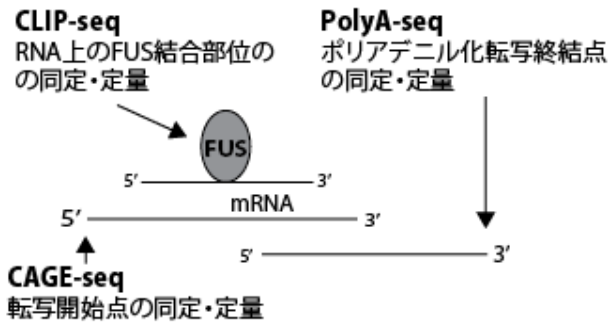 CLIP-seq
RNA上のFUS結合部位の
の同定・定量
PolyA-seq
ポリアデニル化転写終結点
の同定・定量
FUS
5′ 3′
mRNA
5′ 3′
5′ 3′
CAGE-seq
転写開始点の同定・定量